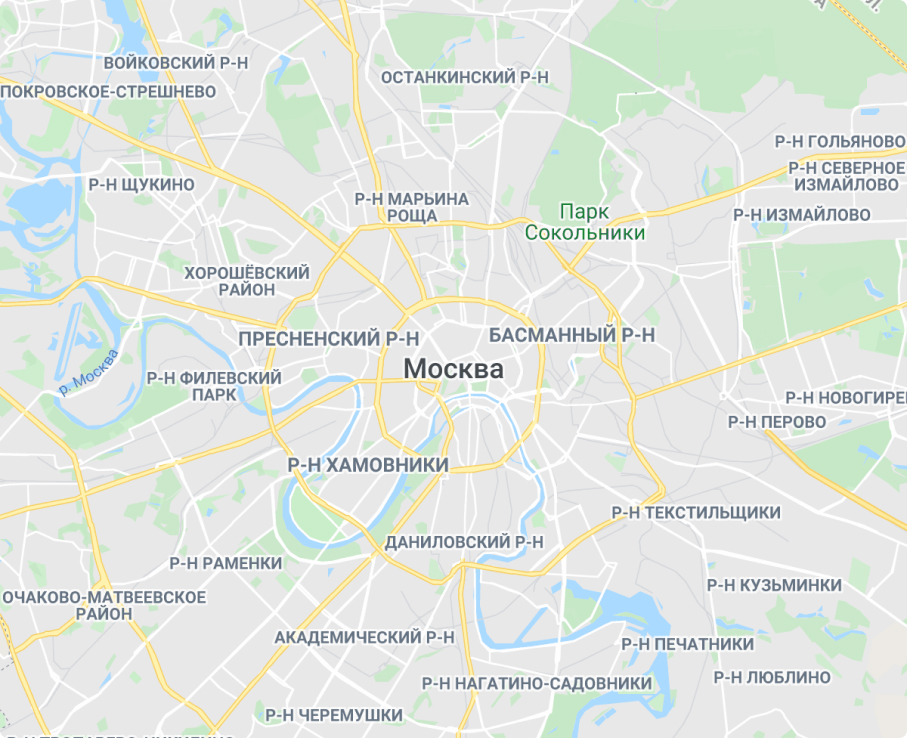 ВОЙКОВСКИЙ Р-Н
ОСТАНКИНСКИЙ Р-Н
ПОКРОВСКОЕ-СТРЕШНЕВО
Р-Н ГОЛЬЯНОВО
Р-Н СЕВЕРНОЕ
ИЗМАЙЛОВО
Р-Н ЩУКИНО
Р-Н МАРЬИНА
РОЩА
Парк
Сокольники
Р-Н ИЗМАЙЛОВО
ХОРОШЁВСКИЙ
РАЙОН
ПРЕСНЕНСКИЙ Р-Н
БАСМАННЫЙ Р-Н
Москва
р. Москва
Р-Н ФИЛЕВСКИЙ
ПАРК
Р-Н НОВОГИРЕ
Р-Н ПЕРОВО
Р-Н ХАМОВНИКИ
Р-Н ТЕКСТИЛЬЩИКИ
ДАНИЛОВСКИЙ Р-Н
Р-Н РАМЕНКИ
Р-Н КУЗЬМИНКИ
ОЧАКОВО-МАТВЕЕВСКОЕ
РАЙОН
АКАДЕМИЧЕСКИЙ Р-Н
Р-Н ПЕЧАТНИКИ
Р-Н ЛЮБЛИНО
Р-Н НАГАТИНО-САДОВНИКИ
Р-Н ЧЕРЕМУШКИ